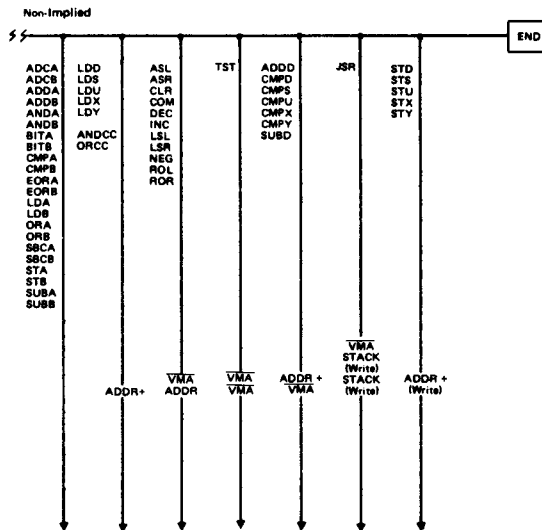 Non-Implied
END
ADCA
ADCB
ADDA
ADDB
ANDA
ANDB
BITA
BITB
CMPA
CMPB
EORA
EORB
LDA
LDB
ORA
ORB
SBCA
SBCB
STA
STB
SUBA
SUBB
LDD
LDS
LDU
LDX
LDY
ANDCC
ORCC
ADDR+
ASL
ASR
CLR
COM
DEC
INC
LSL
LSR
NEG
ROL
ROR
VMA
ADDR
TST
VMA
VMA
ADDD
CMPD
CMPS
CMPU
CMPX
CMPY
SUBD
ADDR +
VMA
JSR
VMA
STACK
(Write)
STACK
(Write)
STD
STS
STU
STX
STY
ADDR +
(Write)